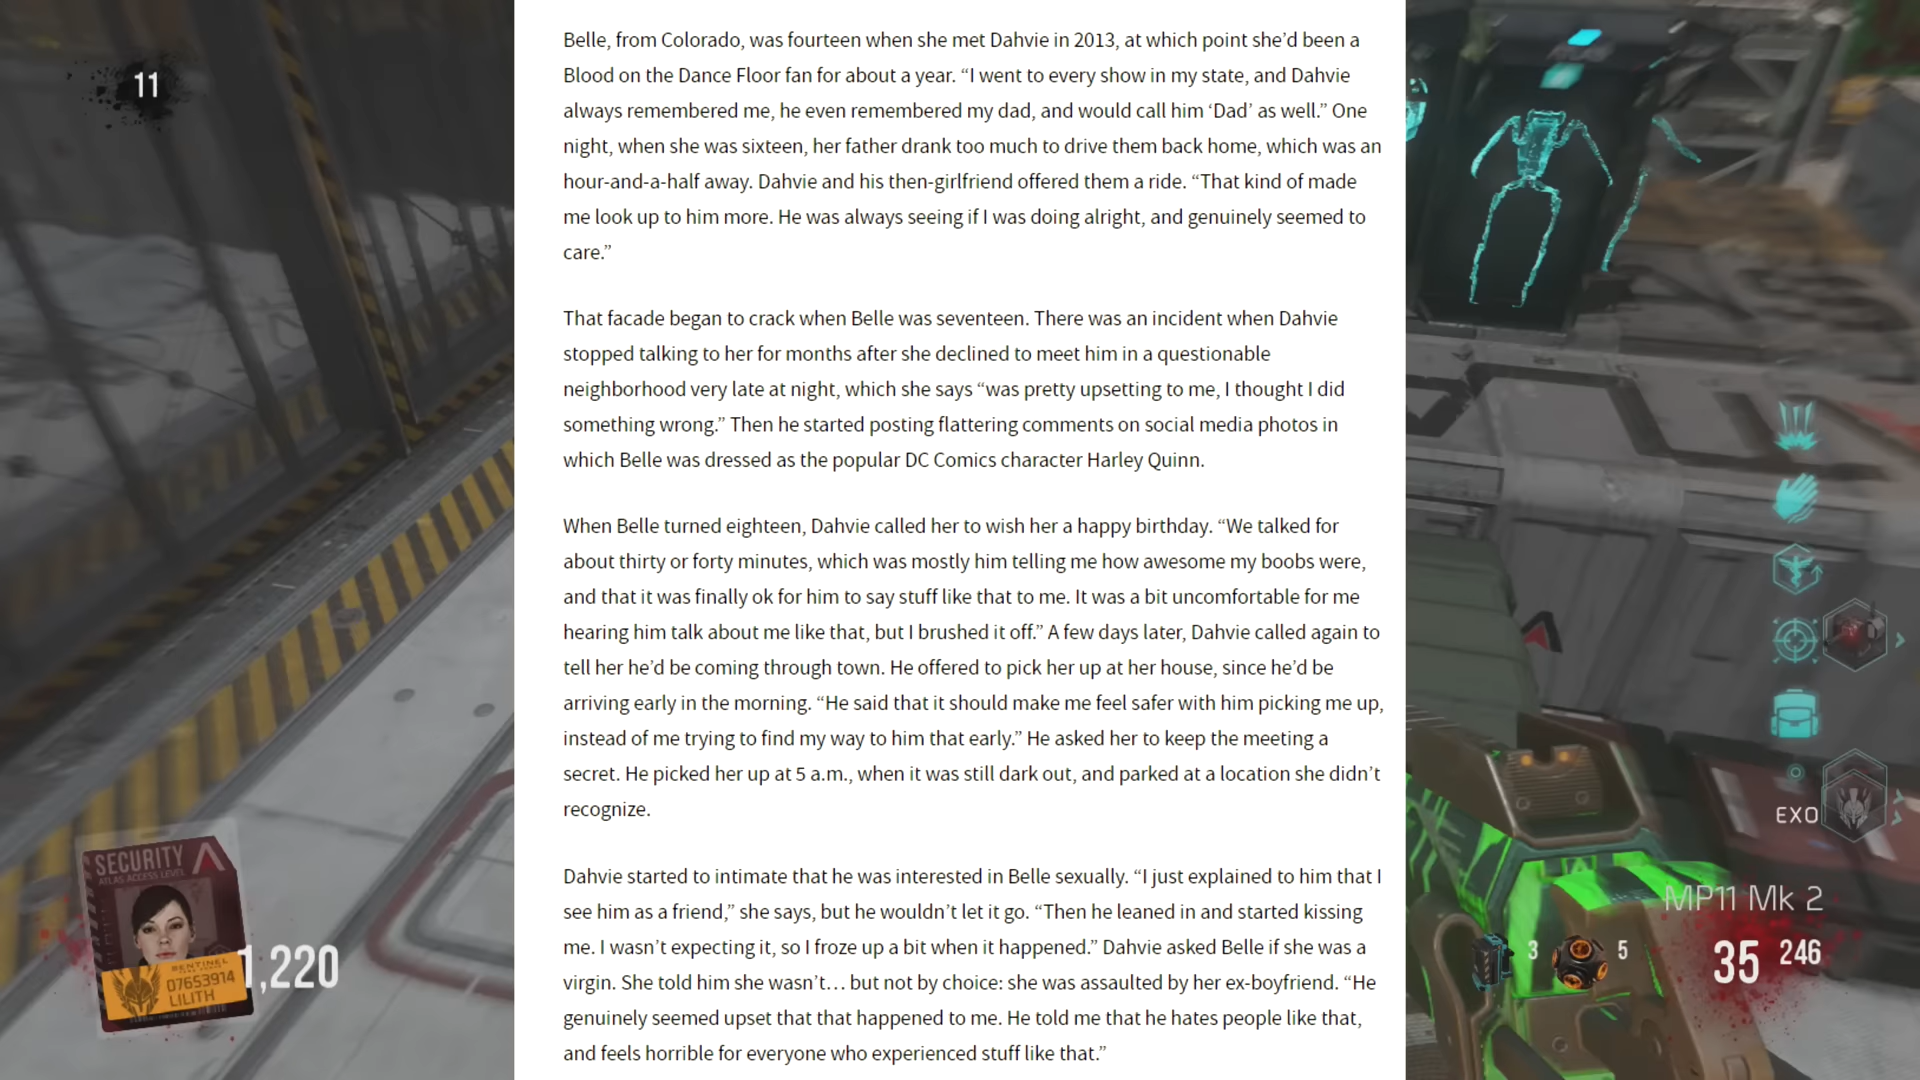 11
Belle, from Colorado, was fourteen when she met Dahvie in 2013, at which point she’d been a
Blood on the Dance Floor fan for about a year. “I went to every show in my state, and Dahvie
always remembered me, he even remembered my dad, and would call him ‘Dad’ as well.” One
night, when she was sixteen, her father drank too much to drive them back home, which was an
hour-and-a-half away. Dahvie and his then-girlfriend offered them a ride. “That kind of made
me look up to him more. He was always seeing if I was doing alright, and genuinely seemed to
care.”
That facade began to crack when Belle was seventeen. There was an incident when Dahvie
stopped talking to her for months after she declined to meet him in a questionable
neighborhood very late at night, which she says “was pretty upsetting to me, I thought I did
something wrong.” Then he started posting flattering comments on social media photos in
which Belle was dressed as the popular DC Comics character Harley Quinn.
When Belle turned eighteen, Dahvie called her to wish her a happy birthday. “We talked for
about thirty or forty minutes, which was mostly him telling me how awesome my boobs were,
and that it was finally ok for him to say stuff like that to me. It was a bit uncomfortable for me
hearing him talk about me like that, but I brushed it off.” A few days later, Dahvie called again to
tell her he’d be coming through town. He offered to pick her up at her house, since he’d be
arriving early in the morning. “He said that it should make me feel safer with him picking me up,
instead of me trying to find my way to him that early.” He asked her to keep the meeting a
secret. He picked her up at 5 a.m., when it was still dark out, and parked at a location she didn’t
recognize.
Dahvie started to intimate that he was interested in Belle sexually. “I just explained to him that I
see him as a friend,” she says, but he wouldn’t let it go. “Then he leaned in and started kissing
me. I wasn’t expecting it, so I froze up a bit when it happened.” Dahvie asked Belle if she was a
virgin. She told him she wasn’t… but not by choice: she was assaulted by her ex-boyfriend. “He
genuinely seemed upset that that happened to me. He told me that he hates people like that,
and feels horrible for everyone who experienced stuff like that.”
SECURITY
ATLAS ACCESS LEVEL
SENTINEL
07653914
LILITH
1,220
EXO
MP11 Mk 2
3
5
35
246